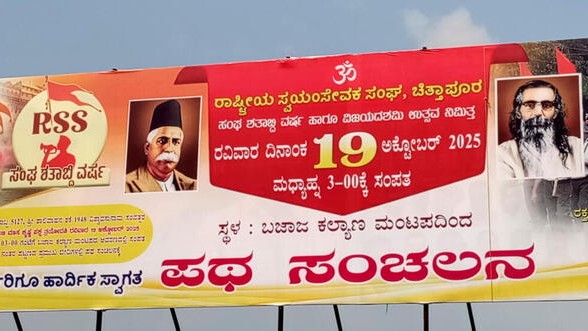 RSS
ಸಂಘ ಶತಾಬ್ದಿ ವರ್ಷ
ॐ
ರಾಷ್ಟ್ರೀಯ ಸ್ವಯಂಸೇವಕ ಸಂಘ, ಚಿತ್ತಾಪೂರ
ಸಂಘ ಶತಾಬ್ದಿ ವರ್ಷ ಹಾಗೂ ವಿಜಯದಶಮಿ ಉತ್ಸವ ನಿಮಿತ್ತ
ರವಿವಾರ ದಿನಾಂಕ 19 ಅಕ್ಟೋಬರ್ 2025
ಮಧ್ಯಾಹ್ನ 3-00ಕ್ಕೆ ಸಂಪತ
ಸ್ಥಳ : ಬಜಾಜ ಕಲ್ಯಾಣ ಮಂಟಪದಿಂದ
ಪಥ ಸಂಚಲನ
ರಿಗೂ ಹಾರ್ದಿಕ ಸ್ವಾಗತ